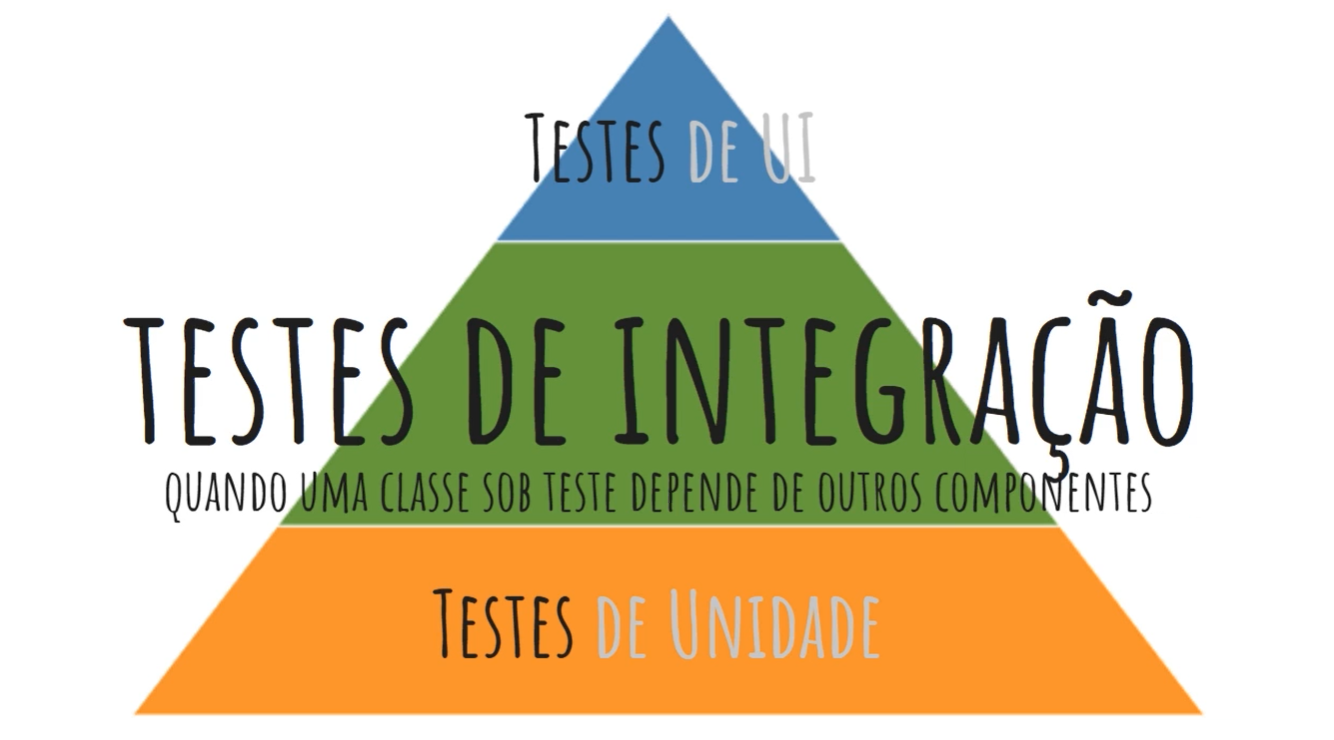 Testes de UI
TESTES DE INTEGRAÇÃO
QUANDO UMA CLASSE SOB TESTE DEPENDE DE OUTROS COMPONENTES
Testes de Unidade